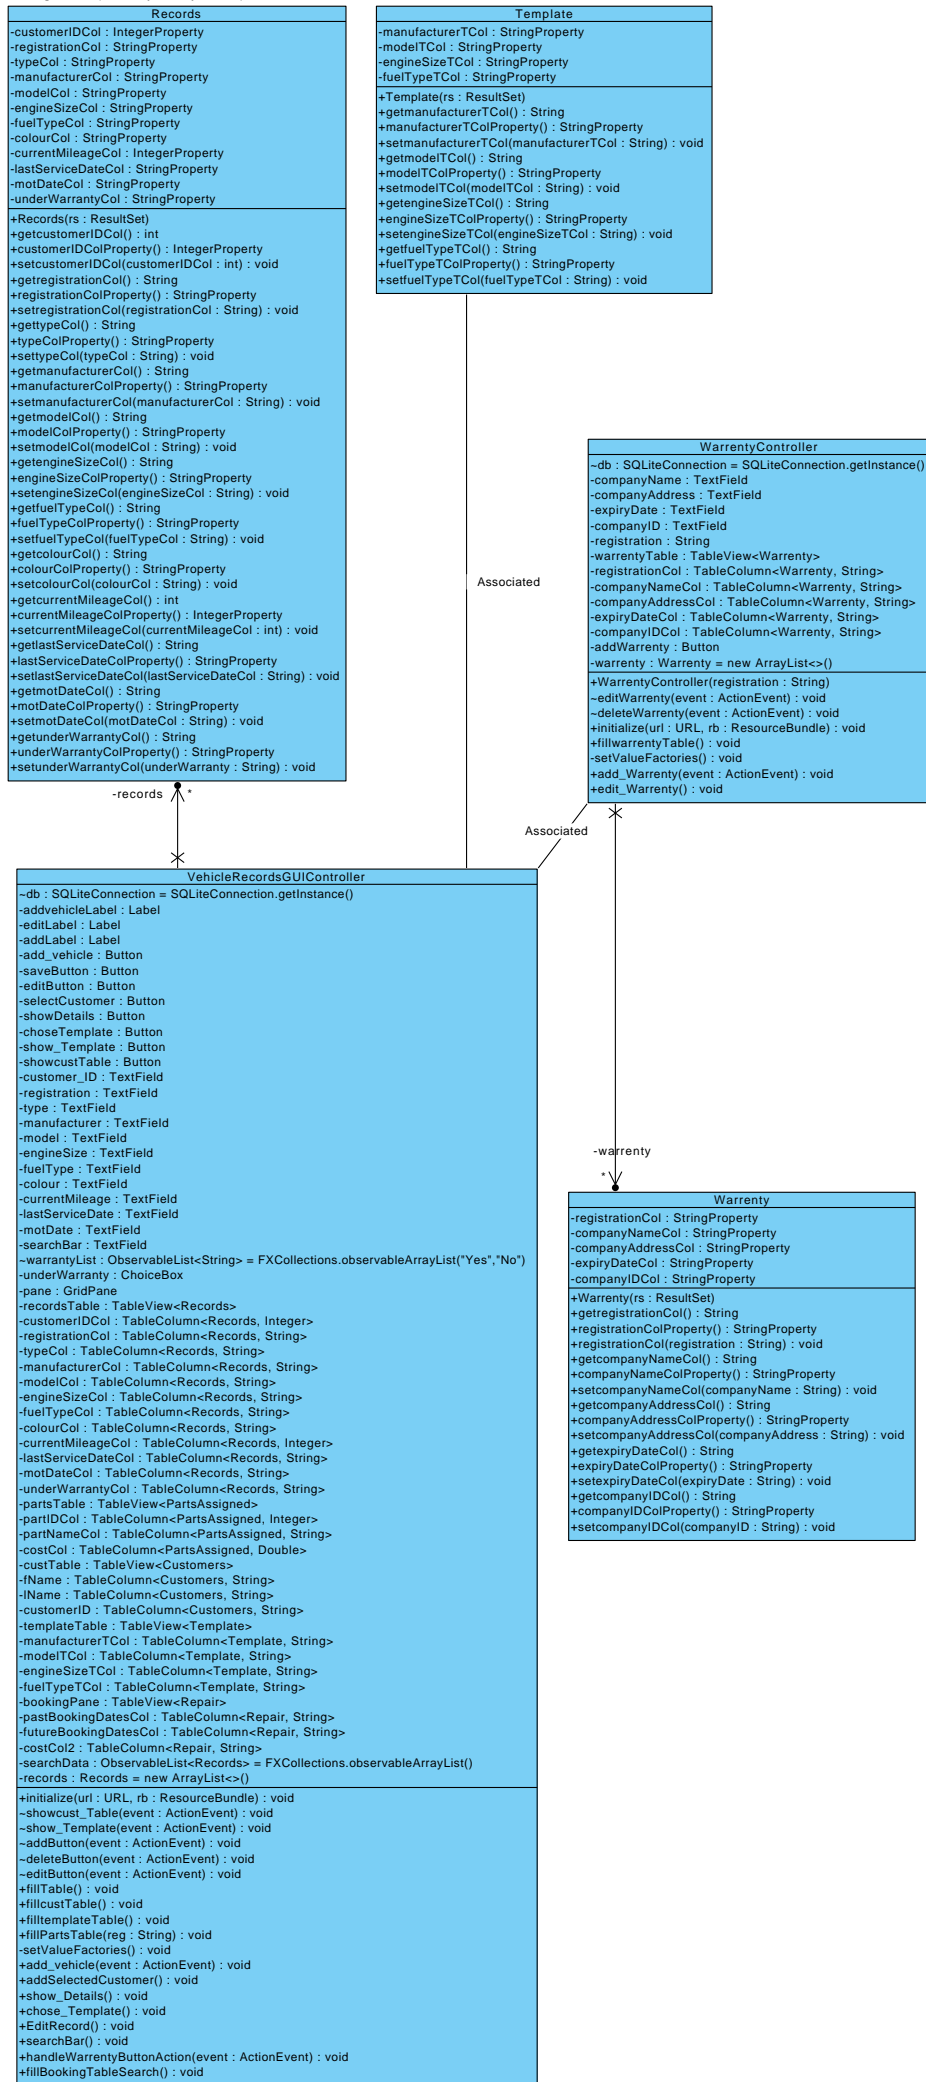 Records
-customerIDCol : IntegerProperty
-registrationCol : StringProperty
-typeCol : StringProperty
-manufacturerCol : StringProperty
-modelCol : StringProperty
-engineSizeCol : StringProperty
-fuelTypeCol : StringProperty
-colourCol : StringProperty
-currentMileageCol : IntegerProperty
-lastServiceDateCol : StringProperty
-motDateCol : StringProperty
-underWarrantyCol : StringProperty
+Records(rs : ResultSet)
+getcustomerIDCol() : int
+customerIDColProperty() : IntegerProperty
+setcustomerIDCol(customerIDCol : int) : void
+getregistrationCol() : String
+registrationColProperty() : StringProperty
+setregistrationCol(registrationCol : String) : void
+gettypeCol() : String
+typeColProperty() : StringProperty
+settypeCol(typeCol : String) : void
+getmanufacturerCol() : String
+manufacturerColProperty() : StringProperty
+setmanufacturerCol(manufacturerCol : String) : void
+getmodelCol() : String
+modelColProperty() : StringProperty
+setmodelCol(modelCol : String) : void
+getengineSizeCol() : String
+engineSizeColProperty() : StringProperty
+setengineSizeCol(engineSizeCol : String) : void
+getfuelTypeCol() : String
+fuelTypeColProperty() : StringProperty
+setfuelTypeCol(fuelTypeCol : String) : void
+getcolourCol() : String
+colourColProperty() : StringProperty
+setcolourCol(colourCol : String) : void
+getcurrentMileageCol() : int
+currentMileageColProperty() : IntegerProperty
+setcurrentMileageCol(currentMileageCol : int) : void
+getlastServiceDateCol() : String
+lastServiceDateColProperty() : StringProperty
+setlastServiceDateCol(lastServiceDateCol : String) : void
+getmotDateCol() : String
+motDateColProperty() : StringProperty
+setmotDateCol(motDateCol : String) : void
+getunderWarrantyCol() : String
+underWarrantyColProperty() : StringProperty
+setunderWarrantyCol(underWarranty : String) : void
Template
-manufacturerTCol : StringProperty
-modelTCol : StringProperty
-engineSizeTCol : StringProperty
-fuelTypeTCol : StringProperty
+Template(rs : ResultSet)
+getmanufacturerTCol() : String
+manufacturerTColProperty() : StringProperty
+setmanufacturerTCol(manufacturerTCol : String) : void
+getmodelTCol() : String
+modelTColProperty() : StringProperty
+setmodelTCol(modelTCol : String) : void
+getengineSizeTCol() : String
+engineSizeTColProperty() : StringProperty
+setengineSizeTCol(engineSizeTCol : String) : void
+getfuelTypeTCol() : String
+fuelTypeTColProperty() : StringProperty
+setfuelTypeTCol(fuelTypeTCol : String) : void
WarrentyController
~db : SQLiteConnection = SQLiteConnection.getInstance()
-companyName : TextField
-companyAddress : TextField
-expiryDate : TextField
-companyID : TextField
-registration : String
-warrentyTable : TableView<Warrenty>
-registrationCol : TableColumn<Warrenty, String>
-companyNameCol : TableColumn<Warrenty, String>
-companyAddressCol : TableColumn<Warrenty, String>
-expiryDateCol : TableColumn<Warrenty, String>
-companyIDCol : TableColumn<Warrenty, String>
-addWarrenty : Button
-warrenty : Warrenty = new ArrayList<>()
+WarrentyController(registration : String)
~editWarrenty(event : ActionEvent) : void
~deleteWarrenty(event : ActionEvent) : void
+initialize(url : URL, rb : ResourceBundle) : void
+fillwarrentyTable() : void
-setValueFactories() : void
+add_Warrenty(event : ActionEvent) : void
+edit_Warrenty() : void
Associated
-records
*
Associated
VehicleRecordsGUIController
~db : SQLiteConnection = SQLiteConnection.getInstance()
-addvehicleLabel : Label
-editLabel : Label
-addLabel : Label
-add_vehicle : Button
-saveButton : Button
-editButton : Button
-selectCustomer : Button
-showDetails : Button
-choseTemplate : Button
-show_Template : Button
-showcustTable : Button
-customer_ID : TextField
-registration : TextField
-type : TextField
-manufacturer : TextField
-model : TextField
-engineSize : TextField
-fuelType : TextField
-colour : TextField
-currentMileage : TextField
-lastServiceDate : TextField
-motDate : TextField
-searchBar : TextField
~warrantyList : ObservableList<String> = FXCollections.observableArrayList("Yes","No")
-underWarranty : ChoiceBox
-pane : GridPane
-recordsTable : TableView<Records>
-customerIDCol : TableColumn<Records, Integer>
-registrationCol : TableColumn<Records, String>
-typeCol : TableColumn<Records, String>
-manufacturerCol : TableColumn<Records, String>
-modelCol : TableColumn<Records, String>
-engineSizeCol : TableColumn<Records, String>
-fuelTypeCol : TableColumn<Records, String>
-colourCol : TableColumn<Records, String>
-currentMileageCol : TableColumn<Records, Integer>
-lastServiceDateCol : TableColumn<Records, String>
-motDateCol : TableColumn<Records, String>
-underWarrantyCol : TableColumn<Records, String>
-partsTable : TableView<PartsAssigned>
-partIDCol : TableColumn<PartsAssigned, Integer>
-partNameCol : TableColumn<PartsAssigned, String>
-costCol : TableColumn<PartsAssigned, Double>
-custTable : TableView<Customers>
-fName : TableColumn<Customers, String>
-lName : TableColumn<Customers, String>
-customerID : TableColumn<Customers, String>
-templateTable : TableView<Template>
-manufacturerTCol : TableColumn<Template, String>
-modelTCol : TableColumn<Template, String>
-engineSizeTCol : TableColumn<Template, String>
-fuelTypeTCol : TableColumn<Template, String>
-bookingPane : TableView<Repair>
-pastBookingDatesCol : TableColumn<Repair, String>
-futureBookingDatesCol : TableColumn<Repair, String>
-costCol2 : TableColumn<Repair, String>
-searchData : ObservableList<Records> = FXCollections.observableArrayList()
-records : Records = new ArrayList<>()
+initialize(url : URL, rb : ResourceBundle) : void
~showcust_Table(event : ActionEvent) : void
~show_Template(event : ActionEvent) : void
~addButton(event : ActionEvent) : void
~deleteButton(event : ActionEvent) : void
~editButton(event : ActionEvent) : void
+fillTable() : void
+fillcustTable() : void
+filltemplateTable() : void
+fillPartsTable(reg : String) : void
-setValueFactories() : void
+add_vehicle(event : ActionEvent) : void
+addSelectedCustomer() : void
+show_Details() : void
+chose_Template() : void
+EditRecord() : void
+searchBar() : void
+handleWarrentyButtonAction(event : ActionEvent) : void
+fillBookingTableSearch() : void
-warrenty
*
Warrenty
-registrationCol : StringProperty
-companyNameCol : StringProperty
-companyAddressCol : StringProperty
-expiryDateCol : StringProperty
-companyIDCol : StringProperty
+Warrenty(rs : ResultSet)
+getregistrationCol() : String
+registrationColProperty() : StringProperty
+registrationCol(registration : String) : void
+getcompanyNameCol() : String
+companyNameColProperty() : StringProperty
+setcompanyNameCol(companyName : String) : void
+getcompanyAddressCol() : String
+companyAddressColProperty() : StringProperty
+setcompanyAddressCol(companyAddress : String) : void
+getexpiryDateCol() : String
+expiryDateColProperty() : StringProperty
+setexpiryDateCol(expiryDate : String) : void
+getcompanyIDCol() : String
+companyIDColProperty() : StringProperty
+setcompanyIDCol(companyID : String) : void